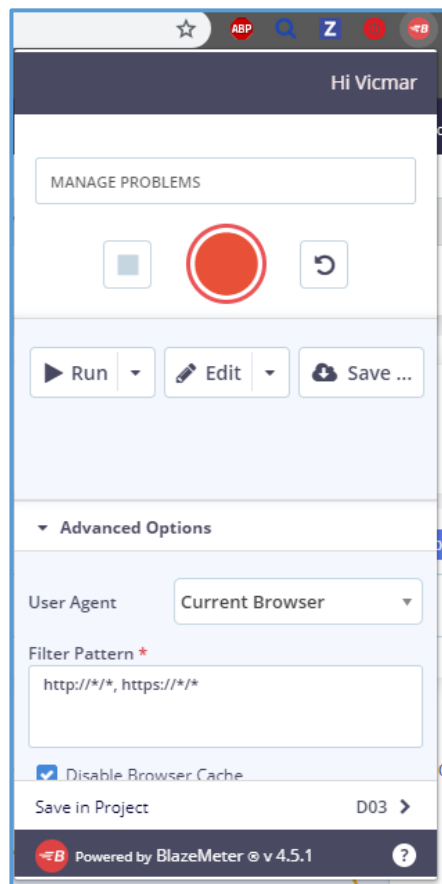 ABP
Z
B
Hi Vicmar
MANAGE PROBLEMS
Run
Edit
Save ...
Advanced Options
User Agent
Current Browser
Filter Pattern *
http://*/*, https://*/*
Disable Browser Cache
Save in Project
D03
B Powered by BlazeMeter ® v 4.5.1
?